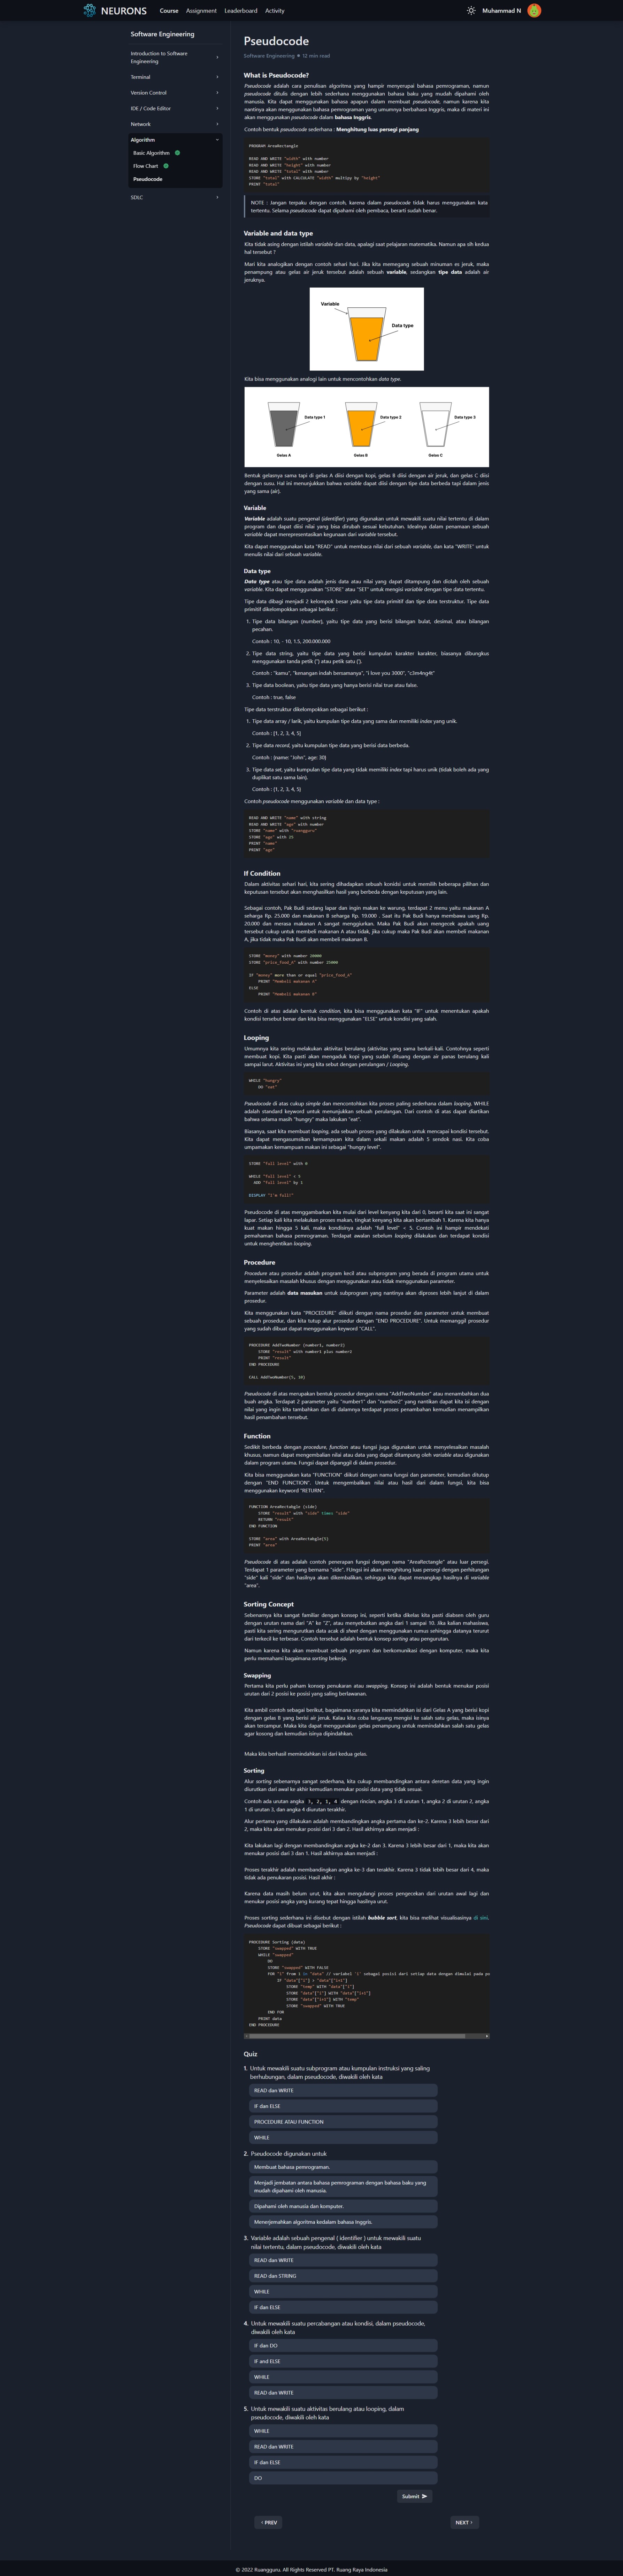 NEURONS
Course
Assignment
Leaderboard
Activity
Muhammad N
Software Engineering
Introduction to Software
Engineering
Terminal
Version Control
IDE / Code Editor
Network
Algorithm
Basic Algorithm
Flow Chart
Pseudocode
SDLC
Pseudocode
Software Engineering • 12 min read
What is Pseudocode?
Pseudocode adalah cara penulisan algoritma yang hampir menyerupai bahasa pemrograman, namun
pseudocode ditulis dengan lebih sederhana menggunakan bahasa baku yang mudah dipahami oleh
manusia. Kita dapat menggunakan bahasa apapun dalam membuat pseudocode, namun karena kita
nantinya akan menggunakan bahasa pemrograman yang berbahasa Inggris, maka di materi ini
akan menggunakan pseudocode dalam bahasa Inggris.
Contoh bentuk pseudocode sederhana : Menghitung luas persegi panjang
PROGRAM AreaRectangle
READ AND WRITE "width" with number
READ AND WRITE "height" with number
READ AND WRITE "total" with number
STORE "total" with CALCULATE "width" multipy by "height"
PRINT "total"
NOTE : Jangan terpaku dengan contoh, karena dalam pseudocode tidak harus menggunakan kata
tertentu. Selama pseudocode dapat dipahami oleh pembaca, berarti sudah benar.
Variable and data type
Kita tidak asing dengan istilah variable dan data, apalagi saat pelajaran matematika. Namun apa sih kedua
hal tersebut ?
Mari kita analogikan dengan contoh sehari hari. Jika kita memegang sebuah minuman es jeruk, maka
penampung atau gelas air jeruk tersebut adalah sebuah variable, sedangkan tipe data adalah air
jeruknya.
Variable
Data type
Kita bisa menggunakan analogi lain untuk mencontohkan data type.
Data type 1
Data type 2
Data type 3
Gelas A
Gelas B
Gelas C
Bentuk gelasnya sama tapi di gelas A diisi dengan kopi, gelas B diisi dengan air jeruk, dan gelas C diisi
dengan susu. Hal ini menunjukkan bahwa variable dapat diisi dengan tipe data berbeda tapi dalam jenis
yang sama (air).
Variable
Variable adalah suatu pengenal (identifier) yang digunakan untuk mewakili suatu nilai tertentu di dalam
program dan dapat diisi nilai yang bisa dirubah sesuai kebutuhan. Idealnya dalam penamaan sebuah
variable dapat merepresentasikan kegunaan dari variable tersebut.
Kita dapat menggunakan kata "READ" untuk membaca nilai dari sebuah variable, dan kata "WRITE" untuk
menulis nilai dari sebuah variable.
Data type
Data type atau tipe data adalah jenis data atau nilai yang dapat ditampung dan diolah oleh sebuah
variable. Kita dapat menggunakan "STORE" atau "SET" untuk mengisi variable dengan tipe data tertentu.
Tipe data dibagi menjadi 2 kelompok besar yaitu tipe data primitif dan tipe data terstruktur. Tipe data
primitif dikelompokkan sebagai berikut :
1. Tipe data bilangan (number), yaitu tipe data yang berisi bilangan bulat, desimal, atau bilangan
pecahan.
Contoh : 10, - 10, 1.5, 200.000.000
2. Tipe data string, yaitu tipe data yang berisi kumpulan karakter karakter, biasanya dibungkus
menggunakan tanda petik (") atau petik satu (').
Contoh : "kamu", "kenangan indah bersamanya", "I love you 3000", "c3m4ng4t"
3. Tipe data boolean, yaitu tipe data yang hanya berisi nilai true atau false.
Contoh : true, false
Tipe data terstruktur dikelompokkan sebagai berikut :
1. Tipe data array / larik, yaitu kumpulan tipe data yang sama dan memiliki index yang unik.
Contoh : [1, 2, 3, 4, 5]
2. Tipe data record, yaitu kumpulan tipe data yang berisi data berbeda.
Contoh : {name: "John", age: 30}
3. Tipe data set, yaitu kumpulan tipe data yang tidak memiliki index tapi harus unik (tidak boleh ada yang
duplikat satu sama lain).
Contoh : [1, 2, 3, 4, 5]
Contoh pseudocode menggunakan variable dan data type :
READ AND WRITE "name" with string
READ AND WRITE "age" with number
STORE "name" with "ruangguru"
STORE "age" with 25
PRINT "name"
PRINT "age"
If Condition
Dalam aktivitas sehari hari, kita sering dihadapkan sebuah konidsi untuk memilih beberapa pilihan dan
keputusan tersebut akan menghasilkan hasil yang berbeda dengan keputusan yang lain.
Sebagai contoh, Pak Budi sedang lapar dan ingin makan ke warung, terdapat 2 menu yaitu makanan A
seharga Rp. 25.000 dan makanan B seharga Rp. 19.000 . Saat itu Pak Budi hanya membawa uang Rp.
20.000 dan merasa makanan A sangat menggiurkan. Maka Pak Budi akan mengecek apakah uang
tersebut cukup untuk membeli makanan A atau tidak, jika cukup maka Pak Budi akan membeli makanan
A, jika tidak maka Pak Budi akan membeli makanan B.
STORE "money" with number 20000
STORE "price_food_A" with number 25000
IF "money" more than or equal "price_food_A"
PRINT "Membeli makanan A"
ELSE
PRINT "Membeli makanan B"
Contoh di atas adalah bentuk condition, kita bisa menggunakan kata "IF" untuk menentukan apakah
kondisi tersebut benar dan kita bisa menggunakan "ELSE" untuk kondisi yang salah.
Looping
Umumnya kita sering melakukan aktivitas berulang (aktivitas yang sama berkali-kali. Contohnya seperti
membuat kopi. Kita pasti akan mengaduk kopi yang sudah dituang dengan air panas berulang kali
sampai larut. Aktivitas ini yang kita sebut dengan perulangan / Looping.
WHILE "hungry"
DO "eat"
Pseudocode di atas cukup simple dan mencontohkan kita proses paling sederhana dalam looping. WHILE
adalah standard keyword untuk menunjukkan sebuah perulangan. Dari contoh di atas dapat diartikan
bahwa selama masih "hungry" maka lakukan "eat".
Biasanya, saat kita membuat looping, ada sebuah proses yang dilakukan untuk mencapai kondisi tersebut.
Kita dapat mengasumsikan kemampuan kita dalam sekali makan adalah 5 sendok nasi. Kita coba
umpamakan kemampuan makan ini sebagai "hungry level".
STORE "full level" with 0
WHILE "full level" < 5
ADD "full level" by 1
DISPLAY "I'm full!"
Pseudocode di atas menggambarkan kita mulai dari level kenyang kita dari 0, berarti kita saat ini sangat
lapar. Setiap kali kita melakukan proses makan, tingkat kenyang kita akan bertambah 1. Karena kita hanya
kuat makan hingga 5 kali, maka kondisinya adalah "full level" < 5. Contoh ini hampir mendekati
pemahaman bahasa pemrograman. Terdapat awalan sebelum looping dilakukan dan terdapat kondisi
untuk menghentikan looping.
Procedure
Procedure atau prosedur adalah program kecil atau subprogram yang berada di program utama untuk
menyelesaikan masalah khusus dengan menggunakan atau tidak menggunakan parameter.
Parameter adalah data masukan untuk subprogram yang nantinya akan diproses lebih lanjut di dalam
prosedur.
Kita menggunakan kata "PROCEDURE" diikuti dengan nama prosedur dan parameter untuk membuat
sebuah prosedur, dan kita tutup alur prosedur dengan "END PROCEDURE". Untuk memanggil prosedur
yang sudah dibuat dapat menggunakan keyword "CALL".
PROCEDURE AddTwoNumber (number1, number2)
STORE "result" with number1 plus number2
PRINT "result"
END PROCEDURE
CALL AddTwoNumber(5, 10)
Pseudocode di atas merupakan bentuk prosedur dengan nama "AddTwoNumber" atau menambahkan dua
buah angka. Terdapat 2 parameter yaitu "number1" dan "number2" yang nantikan dapat kita isi dengan
nilai yang ingin kita tambahkan dan di dalamnya terdapat proses penambahan kemudian menampilkan
hasil penambahan tersebut.
Function
Sedikit berbeda dengan procedure, function atau fungsi juga digunakan untuk menyelesaikan masalah
khusus, namun dapat mengembalian nilai atau data yang dapat ditampung oleh variable atau digunakan
dalam program utama. Fungsi dapat dipanggil di dalam prosedur.
Kita bisa menggunakan kata "FUNCTION" diikuti dengan nama fungsi dan parameter, kemudian ditutup
dengan "END FUNCTION". Untuk mengembalikan nilai atau hasil dari dalam fungsi, kita bisa
menggunakan keyword "RETURN".
FUNCTION AreaRectabgle (side)
STORE "result" with "side" times "side"
RETURN "result"
END FUNCTION
STORE "area" with AreaRectabgle(5)
PRINT "area"
Pseudocode di atas adalah contoh penerapan fungsi dengan nama "AreaRectangle" atau luar persegi.
Terdapat 1 parameter yang bernama "side". FUngsi ini akan menghitung luas persegi dengan perhitungan
"side" kali "side" dan hasilnya akan dikembalikan, sehingga kita dapat menangkap hasilnya di variable
"area".
Sorting Concept
Sebenarnya kita sangat familiar dengan konsep ini, seperti ketika dikelas kita pasti diabsen oleh guru
dengan urutan nama dari "A" ke "Z", atau menyebutkan angka dari 1 sampai 10. Jika kalian mahasiswa,
pasti kita sering mengurutkan data acak di sheet dengan menggunakan rumus sehingga datanya terurut
dari terkecil ke terbesar. Contoh tersebut adalah bentuk konsep sorting atau pengurutan.
Namun karena kita akan membuat sebuah program dan berkomunikasi dengan komputer, maka kita
perlu memahami bagaimana sorting bekerja.
Swapping
Pertama kita perlu paham konsep penukaran atau swapping. Konsep ini adalah bentuk menukar posisi
urutan dari 2 posisi ke posisi yang saling berlawanan.
Kita ambil contoh sebagai berikut, bagaimana caranya kita memindahkan isi dari Gelas A yang berisi kopi
dengan gelas B yang berisi air jeruk. Kalau kita coba langsung mengisi ke salah satu gelas, maka isinya
akan tercampur. Maka kita dapat menggunakan gelas penampung untuk memindahkan salah satu gelas
agar kosong dan kemudian isinya dipindahkan.
Maka kita berhasil memindahkan isi dari kedua gelas.
Sorting
Alur sorting sebenarnya sangat sederhana, kita cukup membandingkan antara deretan data yang ingin
diurutkan dari awal ke akhir kemudian menukar posisi data yang tidak sesuai.
Contoh ada urutan angka 3, 2, 1, 4 dengan rincian, angka 3 di urutan 1, angka 2 di urutan 2, angka
1 di urutan 3, dan angka 4 diurutan terakhir.
Alur pertama yang dilakukan adalah membandingkan angka pertama dan ke-2. Karena 3 lebih besar dari
2, maka kita akan menukar posisi dari 3 dan 2. Hasil akhirnya akan menjadi :
Kita lakukan lagi dengan membandingkan angka ke-2 dan 3. Karena 3 lebih besar dari 1, maka kita akan
menukar posisi dari 3 dan 1. Hasil akhirnya akan menjadi :
Proses terakhir adalah membandingkan angka ke-3 dan terakhir. Karena 3 tidak lebih besar dari 4, maka
tidak ada penukaran posisi. Hasil akhir :
Karena data masih belum urut, kita akan mengulangi proses pengecekan dari urutan awal lagi dan
menukar posisi angka yang kurang tepat hingga hasilnya urut.
Proses sorting sederhana ini disebut dengan istilah bubble sort. kita bisa melihat visualisasinya di sini.
Pseudocode dapat dibuat sebagai berikut :
PROCEDURE Sorting (data)
STORE "swapped" WITH TRUE
WHILE "swapped"
DO
STORE "swapped" WITH FALSE
FOR "i" from 1 to "data" // variabel 'i' sebagai posisi dari setiap data dengan dimulai pada po
IF "data"["i"] > "data"["i+1"]
STORE "temp" WITH "data"["i"]
STORE "data"["i"] WITH "data"["i+1"]
STORE "data"["i+1] WITH "temp"
STORE "swapped" WITH TRUE
END FOR
PRINT data
END PROCEDURE
Quiz
1. Untuk mewakili suatu subprogram atau kumpulan instruksi yang saling
berhubungan, dalam pseudocode, diwakili oleh kata
READ dan WRITE
IF dan ELSE
PROCEDURE ATAU FUNCTION
WHILE
2. Pseudocode digunakan untuk
Membuat bahasa pemrograman.
Menjadi jembatan antara bahasa pemrograman dengan bahasa baku yang
mudah dipahami oleh manusia.
Dipahami oleh manusia dan komputer.
Menerjemahkan algoritma kedalam bahasa Inggris.
3. Variable adalah sebuah pengenal ( identifier ) untuk mewakili suatu
nilai tertentu, dalam pseudocode, diwakili oleh kata
READ dan WRITE
READ dan STRING
WHILE
IF dan ELSE
4. Untuk mewakili suatu percabangan atau kondisi, dalam pseudocode,
diwakili oleh kata
IF dan DO
IF and ELSE
WHILE
READ dan WRITE
5. Untuk mewakili suatu aktivitas berulang atau looping, dalam
pseudocode, diwakili oleh kata
WHILE
READ dan WRITE
IF dan ELSE
DO
Submit
PREV
NEXT
© 2022 Ruangguru. All Rights Reserved PT. Ruang Raya Indonesia